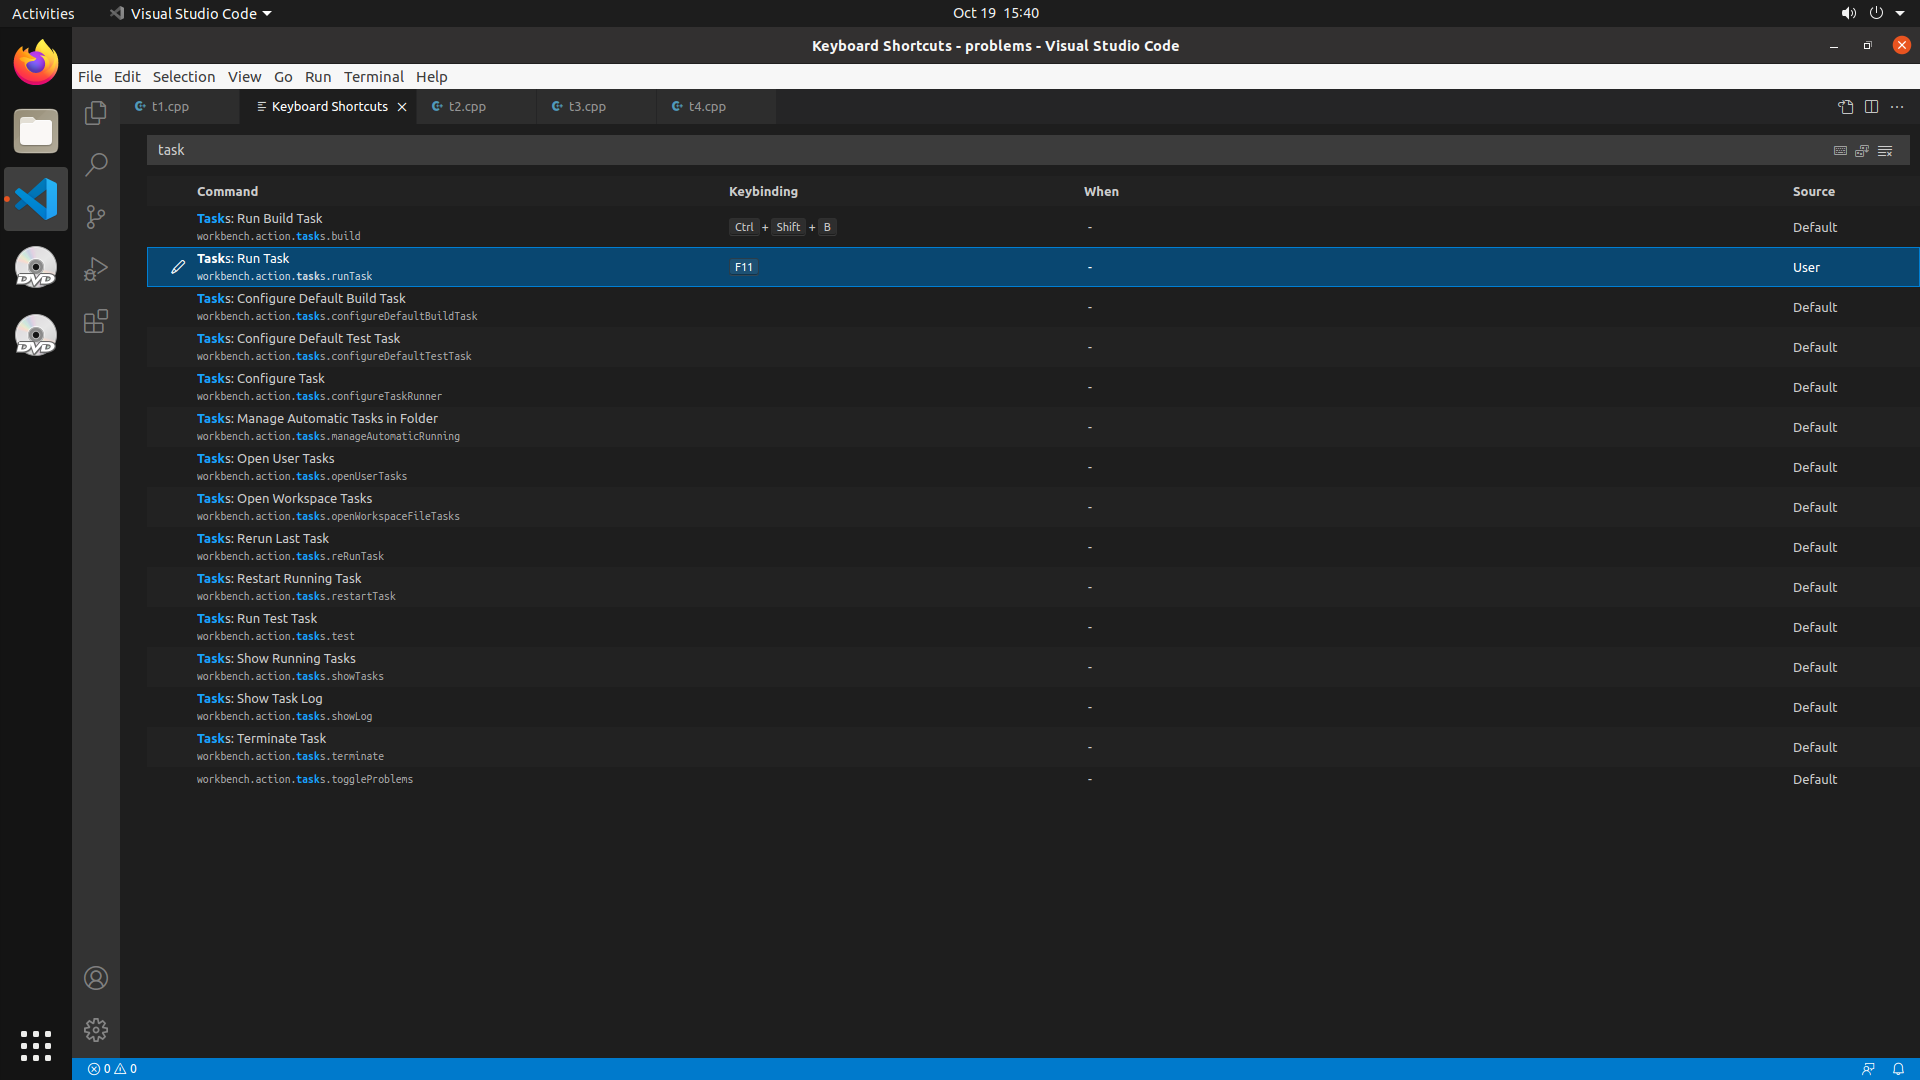 Activities Visual Studio Code Oct 19 15:40
Keyboard Shortcuts - problems - Visual Studio Code
File Edit Selection View Go Run Terminal Help
t1.cpp Keyboard Shortcuts t2.cpp t3.cpp t4.cpp
task
Command Keybinding When Source
Tasks: Run Build Task
workbench.action.tasks.build Ctrl + Shift + B - Default
Tasks: Run Task
workbench.action.tasks.runTask F11 - User
Tasks: Configure Default Build Task
workbench.action.tasks.configureDefaultBuildTask - Default
Tasks: Configure Default Test Task
workbench.action.tasks.configureDefaultTestTask - Default
Tasks: Configure Task
workbench.action.tasks.configureTaskRunner - Default
Tasks: Manage Automatic Tasks in Folder
workbench.action.tasks.manageAutomaticRunning - Default
Tasks: Open User Tasks
workbench.action.tasks.openUserTasks - Default
Tasks: Open Workspace Tasks
workbench.action.tasks.openWorkspaceFileTasks - Default
Tasks: Rerun Last Task
workbench.action.tasks.reRunTask - Default
Tasks: Restart Running Task
workbench.action.tasks.restartTask - Default
Tasks: Run Test Task
workbench.action.tasks.test - Default
Tasks: Show Running Tasks
workbench.action.tasks.showTasks - Default
Tasks: Show Task Log
workbench.action.tasks.showLog - Default
Tasks: Terminate Task
workbench.action.tasks.terminate - Default
workbench.action.tasks.toggleProblems - Default
DVD
DVD
0 0